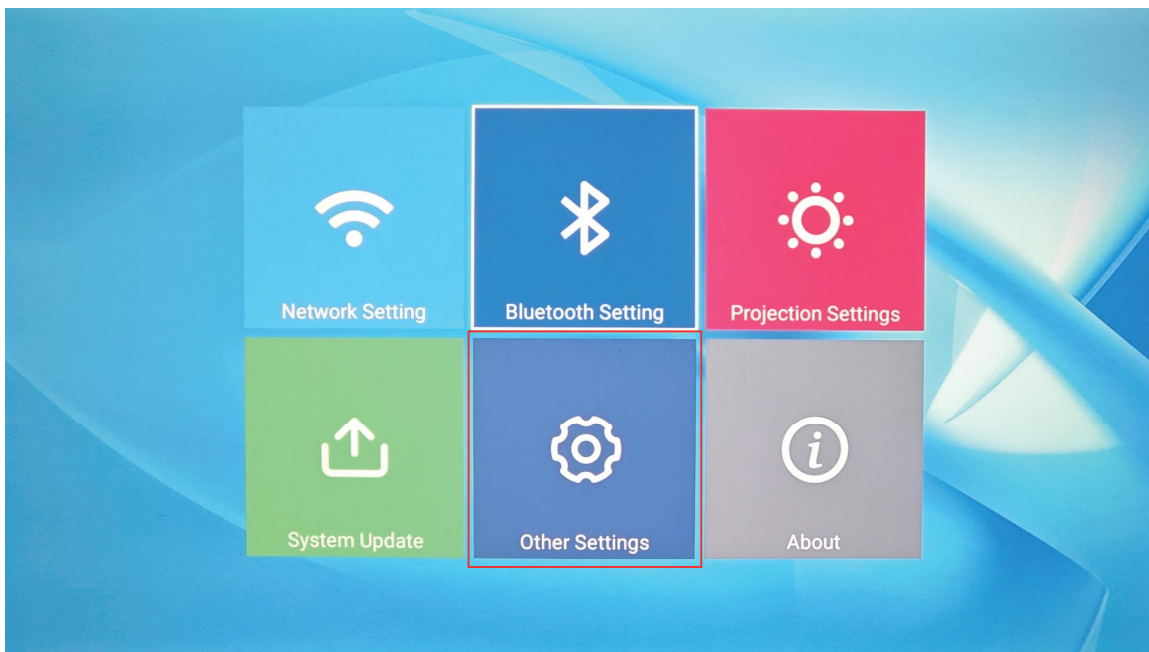 Network Setting
Bluetooth Setting
Projection Settings
System Update
Other Settings
About